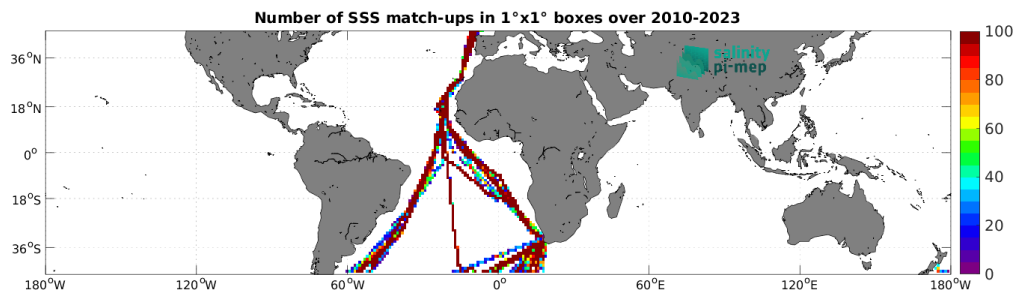 Number of SSS match-ups in 1°x1° boxes over 2010-2023
salinity
pi-mep
36°N
18°N
0°
18°S
36°S
180°W 120°W 60°W 0° 60°E 120°E 180°W
100
80
60
40
20
0